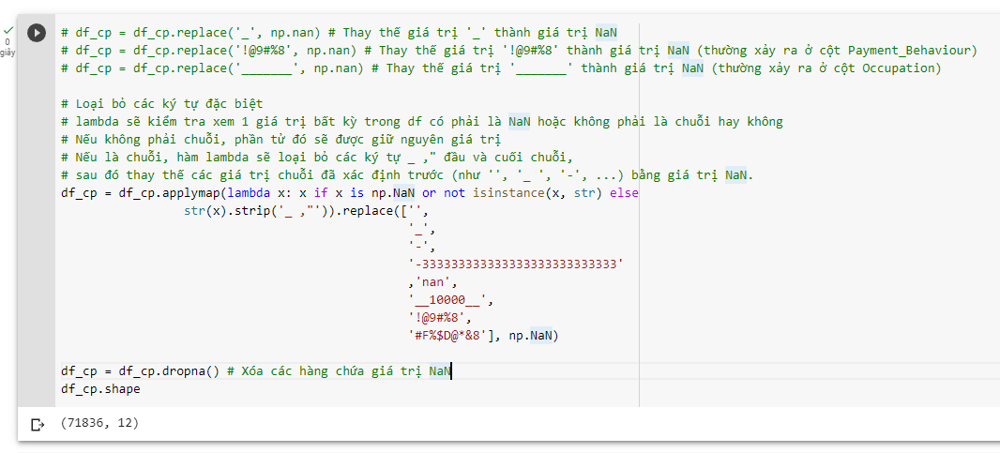 # df_cp = df_cp.replace('_', np.nan) # Thay thế giá trị '_' thành giá trị NaN
0
giây
# df_cp = df_cp.replace('!@9#%8', np.nan) # Thay thế giá trị '!@9#%8' thành giá trị NaN (thường xảy ra ở cột Payment_Behaviour)
# df_cp = df_cp.replace('_______', np.nan) # Thay thế giá trị '_______' thành giá trị NaN (thường xảy ra ở cột Occupation)
# Loại bỏ các ký tự đặc biệt
# lambda sẽ kiểm tra xem 1 giá trị bất kỳ trong df có phải là NaN hoặc không phải là chuỗi hay không
# Nếu không phải chuỗi, phần tử đó sẽ được giữ nguyên giá trị
# Nếu là chuỗi, hàm lambda sẽ loại bỏ các ký tự _ ," đầu và cuối chuỗi,
# sau đó thay thế các giá trị chuỗi đã xác định trước (như '', '_ ', '-', ...) bằng giá trị NaN.
df_cp = df_cp.applymap(lambda x: x if x is np.NaN or not isinstance(x, str) else
str(x).strip('_ ,"')).replace(['',
'_',
'-',
'-333333333333333333333333333'
,'nan',
'__10000__',
'!@9#%8',
'#F%$D@*&8'], np.NaN)
df_cp = df_cp.dropna() # Xóa các hàng chứa giá trị NaN
df_cp.shape
(71836, 12)